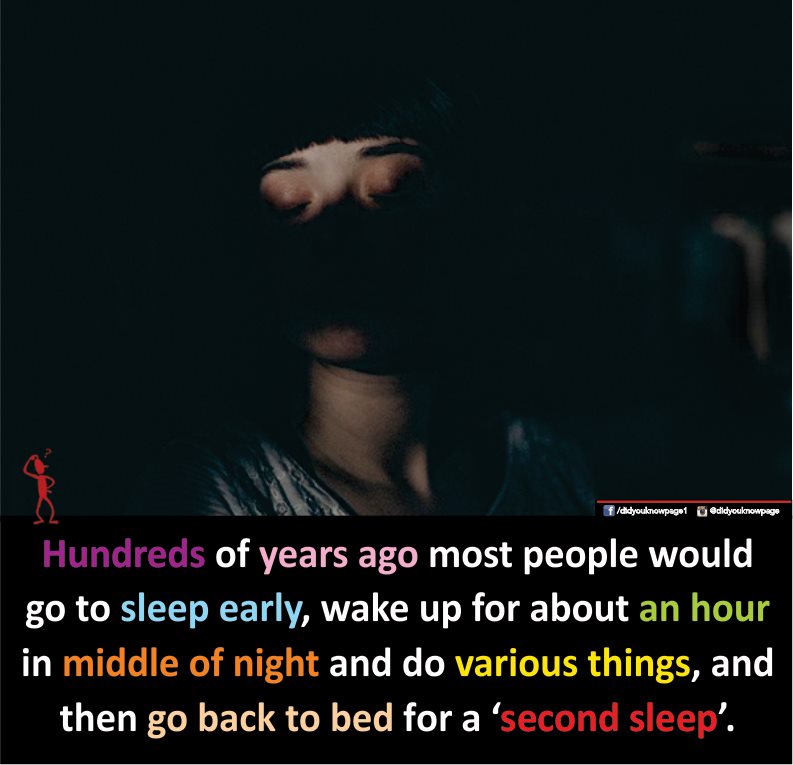 ?
f /didyouknowpage1 @didyouknowpage
Hundreds of years ago most people would
go to sleep early, wake up for about an hour
in middle of night and do various things, and
then go back to bed for a ‘second sleep’.